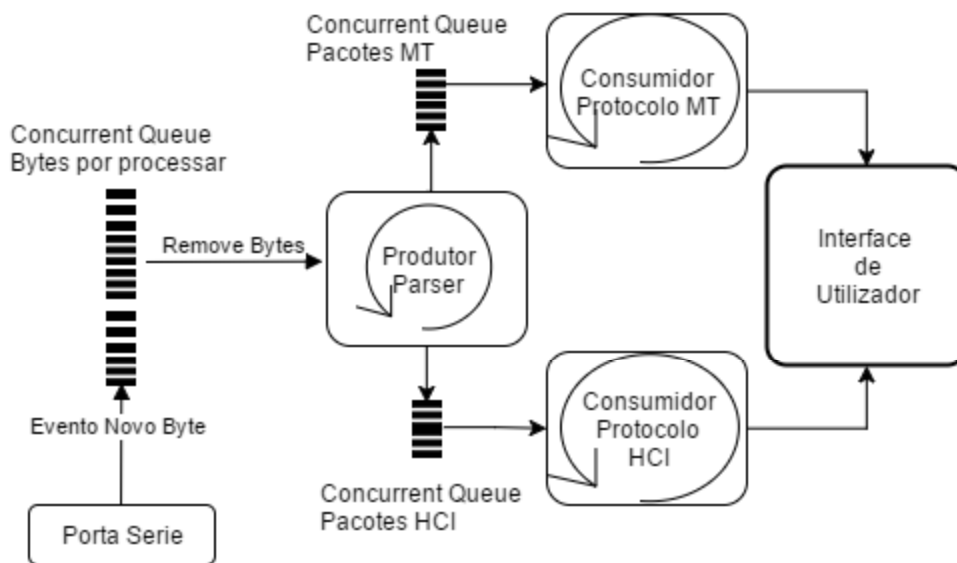 Concurrent Queue
Pacotes MT
Consumidor
Protocolo MT
Concurrent Queue
Bytes por processar
Remove Bytes
Produtor
Parser
Interface
de
Utilizador
Evento Novo Byte
Consumidor
Protocolo
HCI
Concurrent Queue
Pacotes HCI
Porta Serie